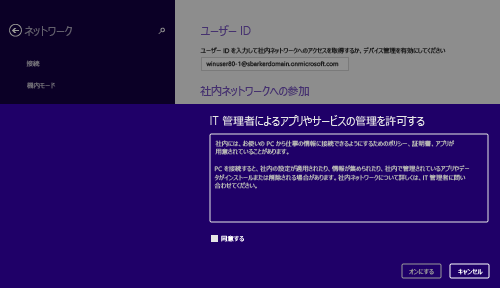 ネットワーク
接続
機内モード
ユーザー ID
ユーザー ID を入力して社内ネットワークへのアクセスを取得するか、デバイス管理を有効にしてください
winuser80-1@sbarkerdomain.onmicrosoft.com
社内ネットワークへの参加
IT 管理者によるアプリやサービスの管理を許可する
社内には、お使いの PC から仕事の情報に接続できるようにするためのポリシー、証明書、アプリが
用意されていることがあります。
PC を接続すると、社内の設定が適用されたり、情報が集められたり、社内で管理されているアプリやデー
タがインストールまたは削除される場合があります。社内ネットワークについて詳しくは、IT 管理者に問い
合わせてください。
同意する
オンにする
キャンセル